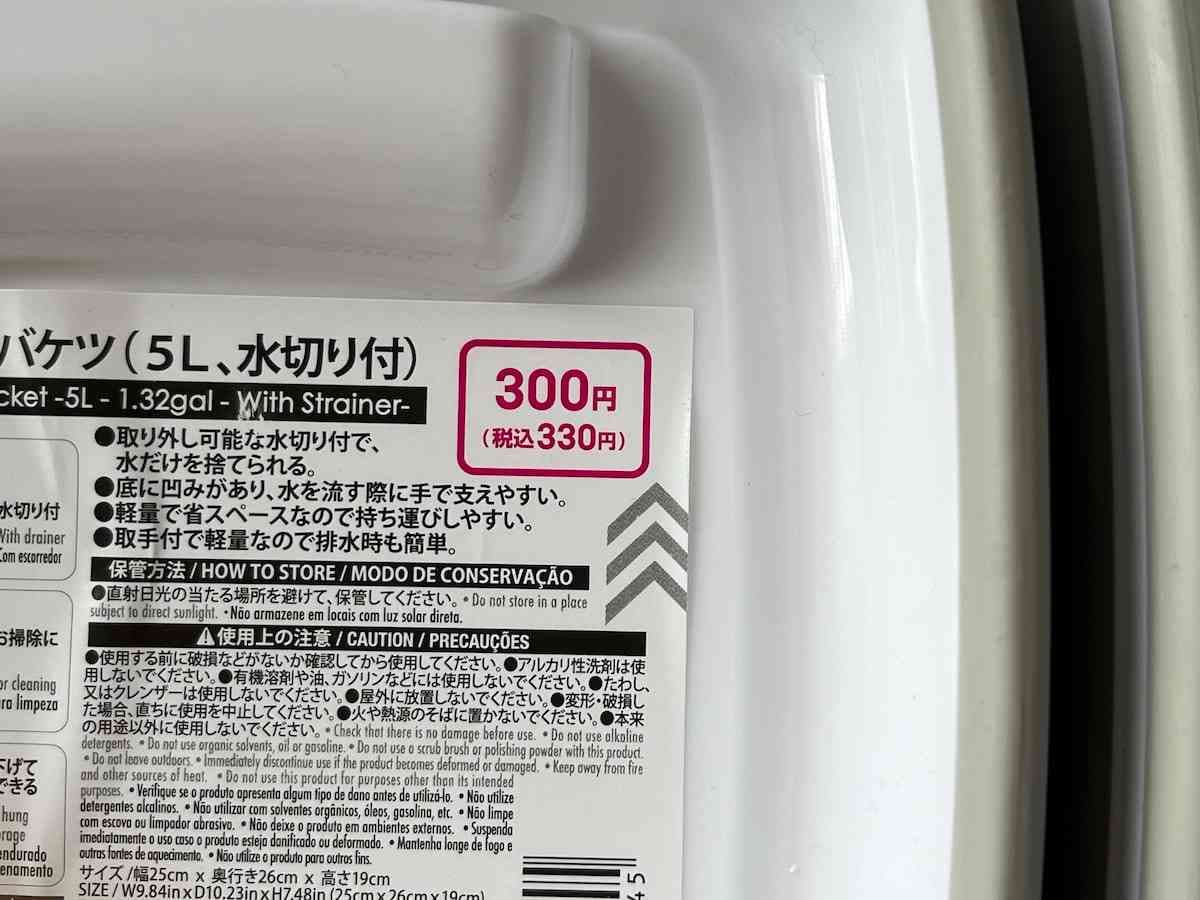 バケツ(5L、水切り付)
cket -5L - 1.32gal - With Strainer-
300円
(税込330円)
●取り外し可能な水切り付で、
水だけを捨てられる。
●底に凹みがあり、水を流す際に手で支えやすい。
●軽量で省スペースなので持ち運びしやすい。
●取手付で軽量なので排水時も簡単。
水切り付
With drainer
Com escorredor
保管方法 / HOW TO STORE / MODO DE CONSERVAÇÃO
●直射日光の当たる場所を避けて、保管してください。 • Do not store in a place
subject to direct sunlight. • Não armazene em locais com luz solar direta.
お掃除に
or cleaning
ra limpeza
⚠使用上の注意 / CAUTION / PRECAUÇÕES
●使用する前に破損などがないか確認してから使用してください。●アルカリ性洗剤は使
用しないでください。●有機溶剤や油、ガソリンなどには使用しないでください。●たわし、
又はクレンザーは使用しないでください。●屋外に放置しないでください。●変形・破損し
た場合、直ちに使用を中止してください。●火や熱源のそばに置かないでください。●本来
の用途以外に使用しないでください。 • Check that there is no damage before use. • Do not use alkaline
detergents. • Do not use organic solvents, oil or gasoline. • Do not use a scrub brush or polishing powder with this product.
• Do not leave outdoors. • Immediately discontinue use if the product becomes deformed or damaged. • Keep away from fire
and other sources of heat. • Do not use this product for purposes other than its intended
purposes. • Verifique se o produto apresenta algum tipo de dano antes de utilizá-lo. • Não utilize
detergentes alcalinos. • Não utilizar com solventes orgânicos, óleos, gasolina, etc. • Não limpe
com escova ou limpador abrasivo. • Não deixe o produto em ambientes externos. • Suspenda
imediatamente o uso caso o produto esteja danificado ou deformado. • Mantenha longe de fogo e
outras fontes de aquecimento. • Não utilize o produto para outros fins.
下げて
できる
hung
rage
endurado
enamento
サイズ /幅25cm x 奥行き26cm x 高さ19cm
SIZE / W9.84in x D10.23in x H7.48in (25cm x 26cm x 19cm)
45